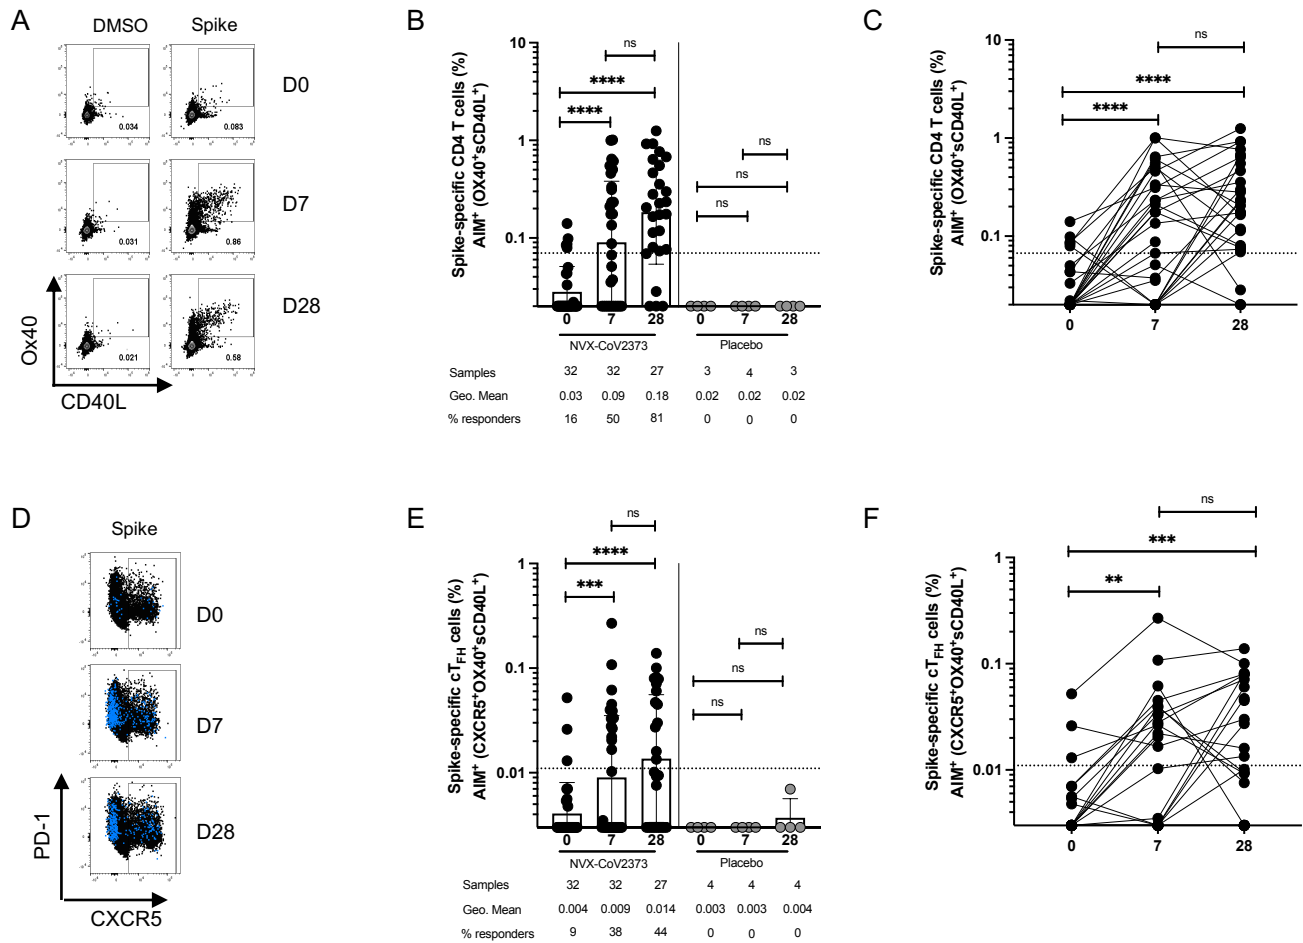 A
DMSO
Spike
D0
0.034
0.083
D7
0.031
0.86
D28
0.021
0.58
Ox40
CD40L
B
Spike-specific CD4 T cells (%)
AIM⁺ (OX40⁺sCD40L⁺)
10
1
0.1
ns
****
****
ns
ns
ns
0 7 28 0 7 28
NVX-CoV2373 Placebo
Samples 32 32 27 3 4 3
Geo. Mean 0.03 0.09 0.18 0.02 0.02 0.02
% responders 16 50 81 0 0 0
C
Spike-specific CD4 T cells (%)
AIM⁺ (OX40⁺sCD40L⁺)
10
1
0.1
ns
****
****
0 7 28
D
Spike
D0
D7
D28
PD-1
CXCR5
E
Spike-specific cT_FH cells (%)
AIM⁺ (CXCR5⁺OX40⁺sCD40L⁺)
1
0.1
0.01
ns
****
***
ns
ns
ns
0 7 28 0 7 28
NVX-CoV2373 Placebo
Samples 32 32 27 4 4 4
Geo. Mean 0.004 0.009 0.014 0.003 0.003 0.004
% responders 9 38 44 0 0 0
F
Spike-specific cT_FH cells (%)
AIM⁺ (CXCR5⁺OX40⁺sCD40L⁺)
1
0.1
0.01
ns
***
**
0 7 28